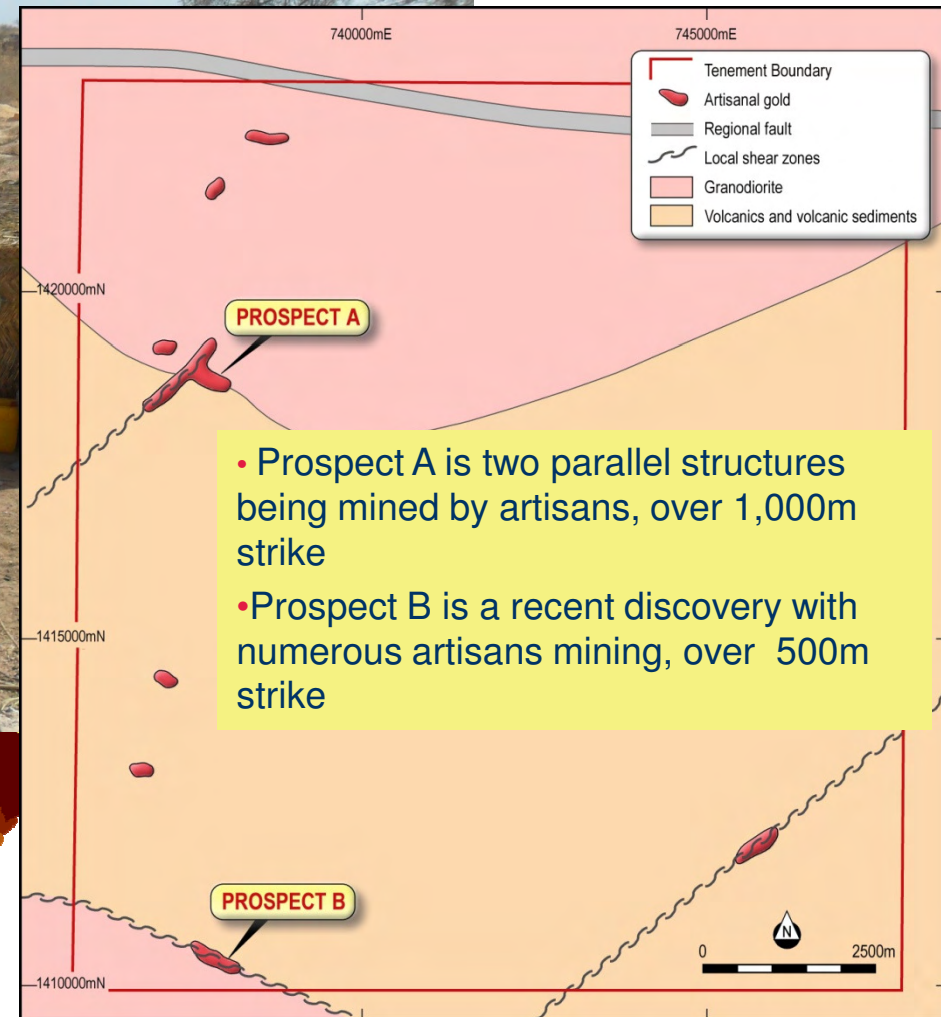 740000mE
745000mE
Tenement Boundary
Artisanal gold
Regional fault
Local shear zones
Granodiorite
Volcanics and volcanic sediments
1420000mN
PROSPECT A
• Prospect A is two parallel structures
being mined by artisans, over 1,000m
strike
•Prospect B is a recent discovery with
numerous artisans mining, over 500m
strike
1415000mN
PROSPECT B
N
0
2500m
1410000mN